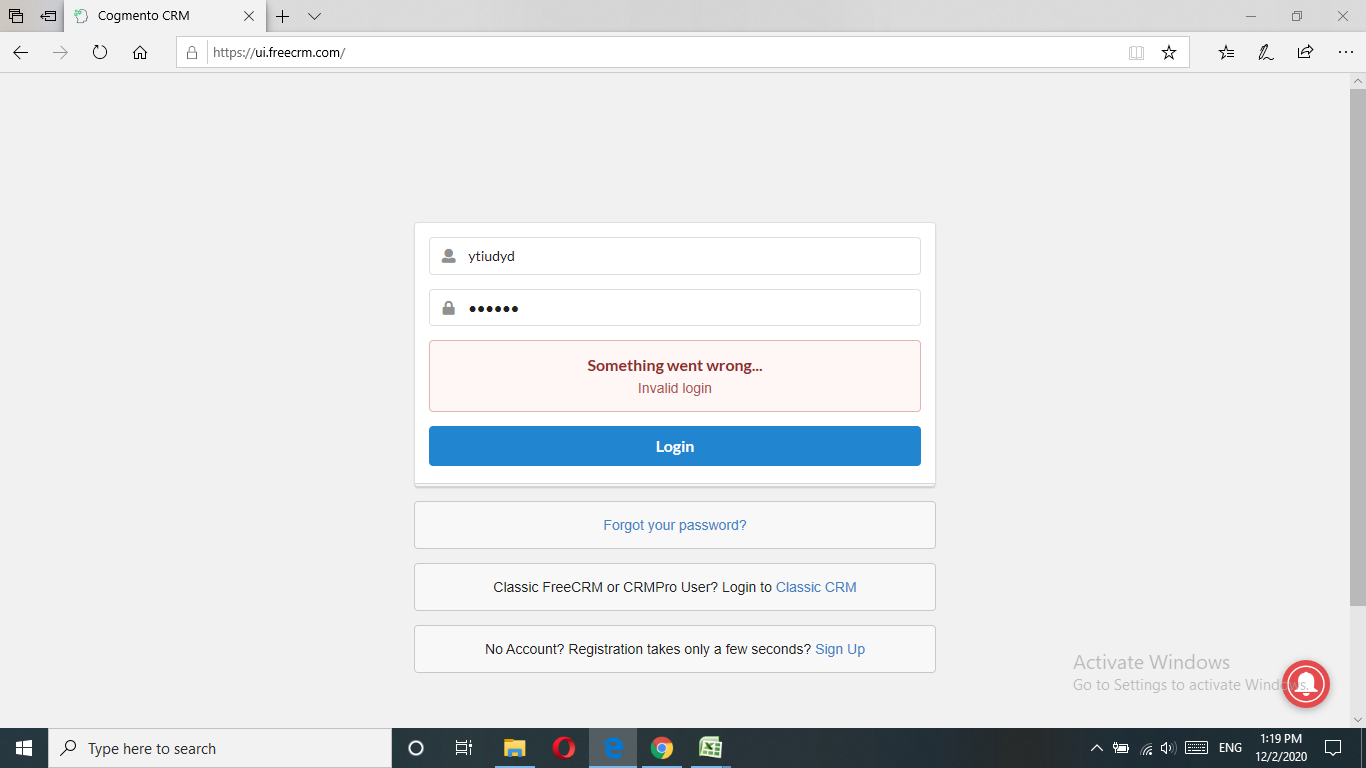 Cogmento CRM
https://ui.freecrm.com/
ytiudyd
••••••
Something went wrong...
Invalid login
Login
Forgot your password?
Classic FreeCRM or CRMPro User? Login to Classic CRM
No Account? Registration takes only a few seconds? Sign Up
Activate Windows
Go to Settings to activate Windows.
Type here to search
ENG
1:19 PM
12/2/2020